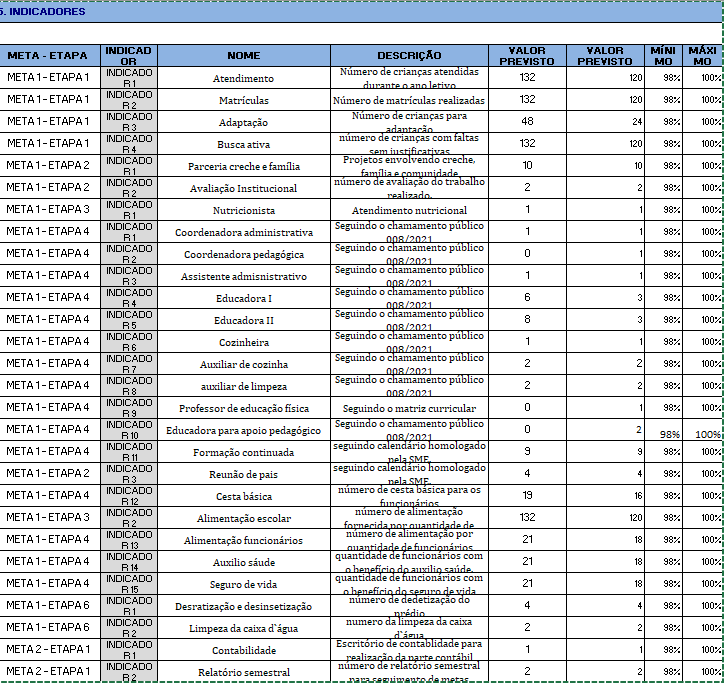 5. INDICADORES
META - ETAPA INDICADOR NOME DESCRIÇÃO VALOR PREVISTO VALOR PREVISTO MÍNIMO MÁXIMO
META 1 - ETAPA 1 INDICADOR 1 Atendimento Número de crianças atendidas durante o ano letivo 132 120 98% 100%
META 1 - ETAPA 1 INDICADOR 2 Matrículas Número de matrículas realizadas 132 120 98% 100%
META 1 - ETAPA 1 INDICADOR 3 Adaptação Número de crianças para adaptação 48 24 98% 100%
META 1 - ETAPA 1 INDICADOR 4 Busca ativa número de crianças com faltas sem justificativas 132 120 98% 100%
META 1 - ETAPA 2 INDICADOR 1 Parceria creche e família Projetos envolvendo creche, família e comunidade. 10 10 98% 100%
META 1 - ETAPA 2 INDICADOR 2 Avaliação Institucional número de avaliação do trabalho realizado. 2 2 98% 100%
META 1 - ETAPA 3 INDICADOR 1 Nutricionista Atendimento nutricional 1 1 98% 100%
META 1 - ETAPA 4 INDICADOR 1 Coordenadora administrativa Seguindo o chamamento público 008/2021 1 1 98% 100%
META 1 - ETAPA 4 INDICADOR 2 Coordenadora pedagógica Seguindo o chamamento público 008/2021 0 1 98% 100%
META 1 - ETAPA 4 INDICADOR 3 Assistente admisnistrativo Seguindo o chamamento público 008/2021 1 1 98% 100%
META 1 - ETAPA 4 INDICADOR 4 Educadora I Seguindo o chamamento público 008/2021 6 3 98% 100%
META 1 - ETAPA 4 INDICADOR 5 Educadora II Seguindo o chamamento público 008/2021 8 3 98% 100%
META 1 - ETAPA 4 INDICADOR 6 Cozinheira Seguindo o chamamento público 008/2021 1 1 98% 100%
META 1 - ETAPA 4 INDICADOR 7 Auxiliar de cozinha Seguindo o chamamento público 008/2021 2 2 98% 100%
META 1 - ETAPA 4 INDICADOR 8 auxiliar de limpeza Seguindo o chamamento público 008/2021 2 2 98% 100%
META 1 - ETAPA 4 INDICADOR 9 Professor de educação física Seguindo o matriz curricular 0 1 98% 100%
META 1 - ETAPA 4 INDICADOR 10 Educadora para apoio pedagógico Seguindo o chamamento público 008/2021 0 2 98% 100%
META 1 - ETAPA 4 INDICADOR 11 Formação continuada seguindo calendário homologado pela SME. 9 9 98% 100%
META 1 - ETAPA 2 INDICADOR 3 Reunão de pais seguindo calendário homologado pela SME. 4 4 98% 100%
META 1 - ETAPA 4 INDICADOR 12 Cesta básica número de cesta básica para os funcionários 19 16 98% 100%
META 1 - ETAPA 3 INDICADOR 2 Alimentação escolar número de alimentação fornecida por quantidade de 132 120 98% 100%
META 1 - ETAPA 4 INDICADOR 13 Alimentação funcionários número de alimentação por quantidade de funcionários 21 18 98% 100%
META 1 - ETAPA 4 INDICADOR 14 Auxilio sáude quantidade de funcionários com o benefício do auxilio saúde. 21 18 98% 100%
META 1 - ETAPA 4 INDICADOR 15 Seguro de vida quantidade de funcionários com o benefício do seguro de vida 21 18 98% 100%
META 1 - ETAPA 6 INDICADOR 1 Desratização e desinsetização número de dedetização do prédio 4 4 98% 100%
META 1 - ETAPA 6 INDICADOR 2 Limpeza da caixa d`água numero da limpeza da caixa d`água 2 2 98% 100%
META 2 - ETAPA 1 INDICADOR 1 Contabilidade Escritório de contablidade para realização da parte contábil 1 1 98% 100%
META 2 - ETAPA 1 INDICADOR 2 Relatório semestral número de relatório semestral para seguimento de metas 2 2 98% 100%